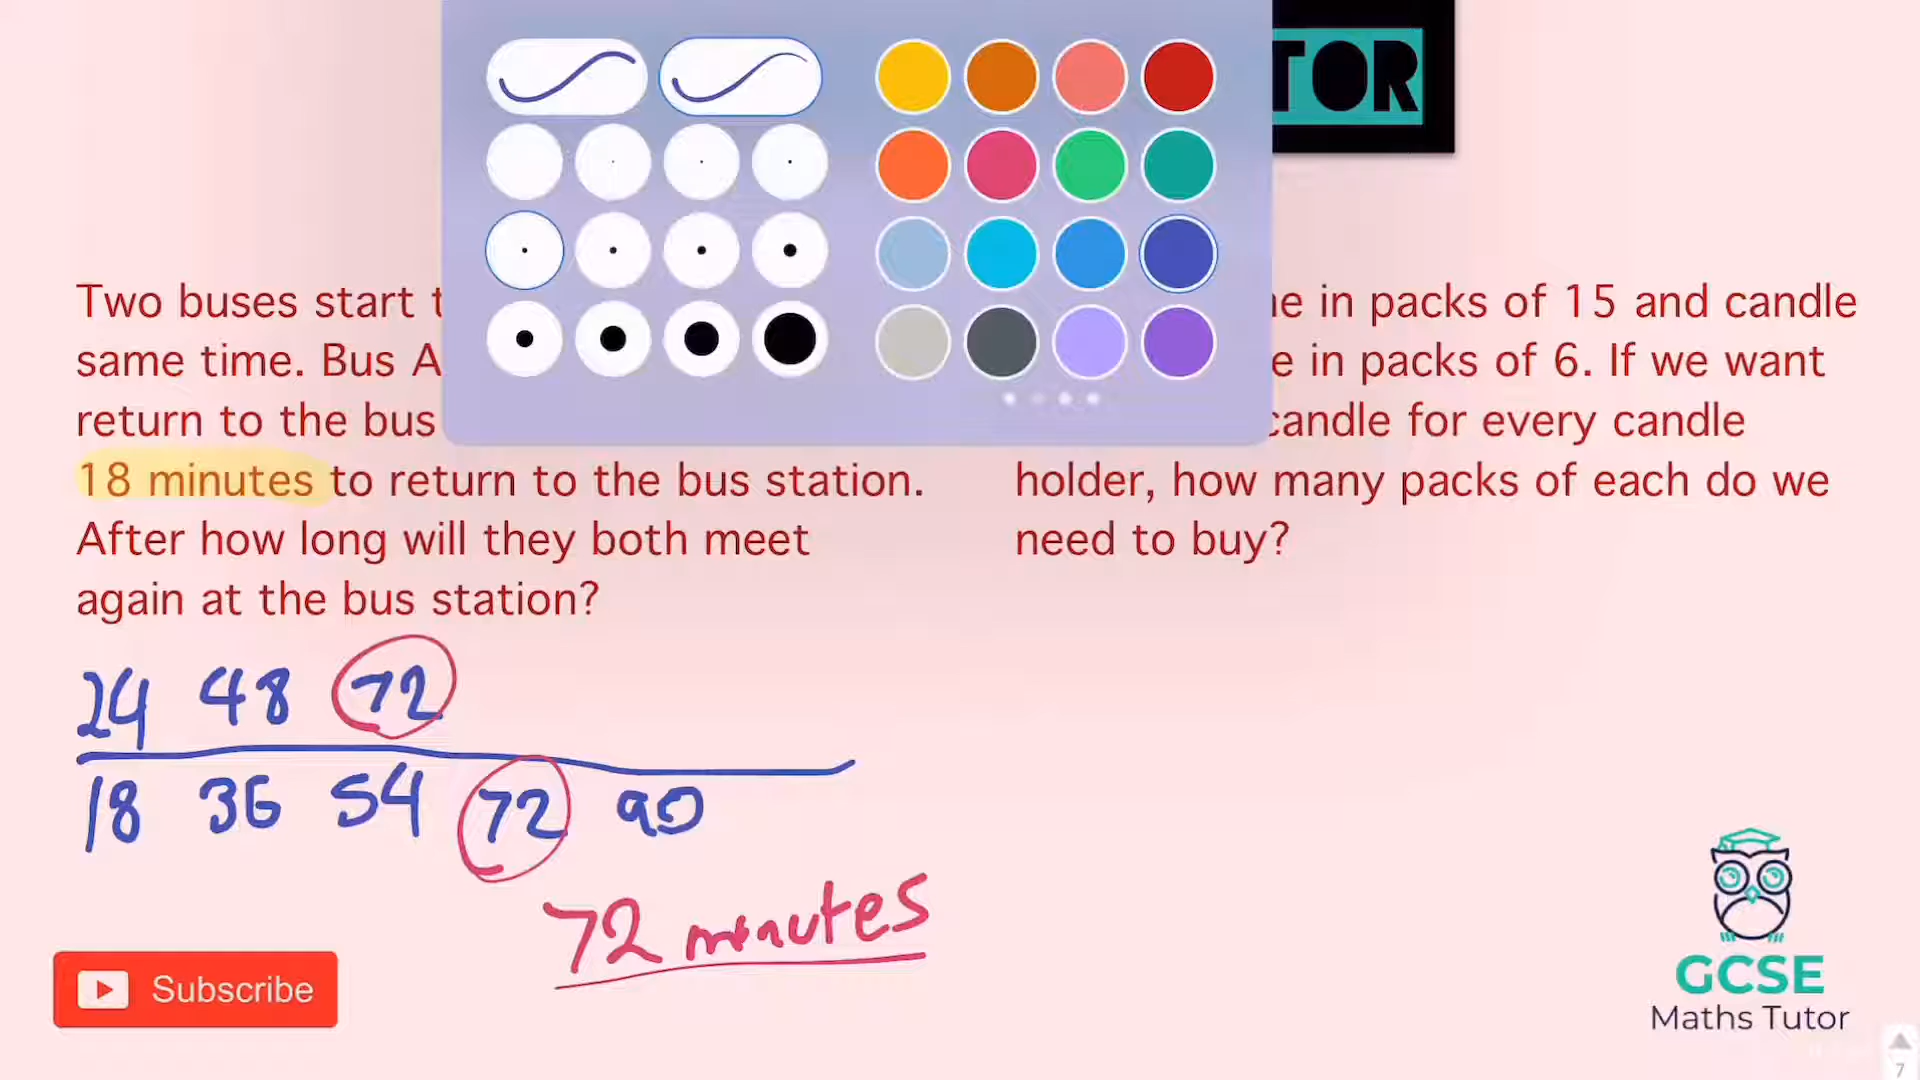 TOR
Two buses start t
same time. Bus A
return to the bus
18 minutes to return to the bus station.
After how long will they both meet
again at the bus station?
e in packs of 15 and candle
e in packs of 6. If we want
candle for every candle
holder, how many packs of each do we
need to buy?
24 48 72
18 36 54 72 90
72 minutes
Subscribe
GCSE
Maths Tutor
7